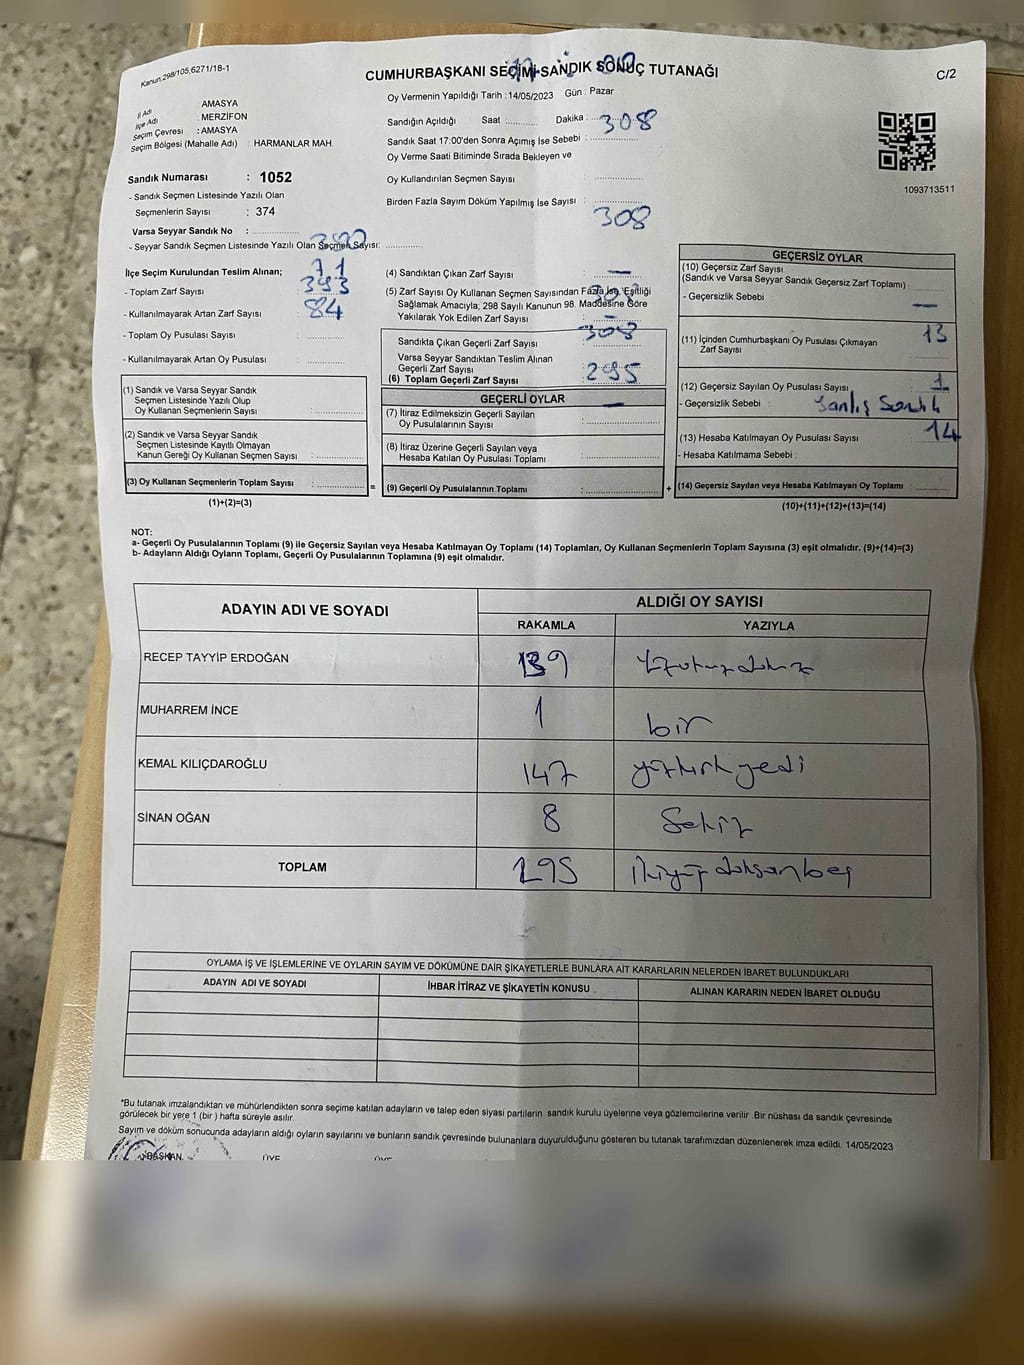 Kanun;298/105,6271/18-1
CUMHURBAŞKANI SEÇİMİ-SANDIK SONUÇ TUTANAĞI
C/2
Oy Vermenin Yapıldığı Tarih : 14/05/2023 Gün : Pazar
İl Adı : AMASYA
İlçe Adı : MERZİFON
Seçim Çevresi : AMASYA
Seçim Bölgesi (Mahalle Adı) : HARMANLAR MAH.
Sandığın Açıldığı Saat ........... Dakika : ...........
308
Sandık Saat 17:00'den Sonra Açımış İse Sebebi : ...........
Oy Verme Saati Bitiminde Sırada Bekleyen ve
Oy Kullandırılan Seçmen Sayısı ...........
Birden Fazla Sayım Döküm Yapılmış İse Sayısı : ...........
308
1093713511
Sandık Numarası : 1052
- Sandık Seçmen Listesinde Yazılı Olan
Seçmenlerin Sayısı : 374
Varsa Seyyar Sandık No : ...........
- Seyyar Sandık Seçmen Listesinde Yazılı Olan Seçmen Sayısı: ...........
İlçe Seçim Kurulundan Teslim Alınan;
71
- Toplam Zarf Sayısı
393
- Kullanılmayarak Artan Zarf Sayısı
84
- Toplam Oy Pusulası Sayısı ...........
- Kullanılmayarak Artan Oy Pusulası ...........
(1) Sandık ve Varsa Seyyar Sandık
Seçmen Listesinde Yazılı Olup
Oy Kullanan Seçmenlerin Sayısı : ...........
(2) Sandık ve Varsa Seyyar Sandık
Seçmen Listesinde Kayıtlı Olmayan
Kanun Gereği Oy Kullanan Seçmen Sayısı : ...........
(3) Oy Kullanan Seçmenlerin Toplam Sayısı : ...........
(1)+(2)=(3)
(4) Sandıktan Çıkan Zarf Sayısı : —
(5) Zarf Sayısı Oy Kullanan Seçmen Sayısından Fazla İse, Eşitliği
Sağlamak Amacıyla; 298 Sayılı Kanunun 98. Maddesine Göre
Yakılarak Yok Edilen Zarf Sayısı : —
308
Sandıkta Çıkan Geçerli Zarf Sayısı
Varsa Seyyar Sandıktan Teslim Alınan
Geçerli Zarf Sayısı
(6) Toplam Geçerli Zarf Sayısı
295
GEÇERLİ OYLAR
—
(7) İtiraz Edilmeksizin Geçerli Sayılan
Oy Pusulalarının Sayısı : ...........
(8) İtiraz Üzerine Geçerli Sayılan veya
Hesaba Katılan Oy Pusulası Toplamı : ...........
= (9) Geçerli Oy Pusulalarının Toplamı : ...........
GEÇERSİZ OYLAR
(10) Geçersiz Zarf Sayısı
(Sandık ve Varsa Seyyar Sandık Geçersiz Zarf Toplamı) ...........
- Geçersizlik Sebebi :
—
(11) İçinden Cumhurbaşkanı Oy Pusulası Çıkmayan
Zarf Sayısı
13
(12) Geçersiz Sayılan Oy Pusulası Sayısı
1
- Geçersizlik Sebebi : Yanlış Sandık
(13) Hesaba Katılmayan Oy Pusulası Sayısı
14
- Hesaba Katılmama Sebebi :
+ (14) Geçersiz Sayılan veya Hesaba Katılmayan Oy Toplamı : ...........
(10)+(11)+(12)+(13)=(14)
NOT:
a- Geçerli Oy Pusulalarının Toplamı (9) ile Geçersiz Sayılan veya Hesaba Katılmayan Oy Toplamı (14) Toplamları, Oy Kullanan Seçmenlerin Toplam Sayısına (3) eşit olmalıdır. (9)+(14)=(3)
b- Adayların Aldığı Oyların Toplamı, Geçerli Oy Pusulalarının Toplamına (9) eşit olmalıdır.
ADAYIN ADI VE SOYADI
ALDIĞI OY SAYISI
RAKAMLA YAZIYLA
RECEP TAYYİP ERDOĞAN 139
MUHARREM İNCE 1 bir
KEMAL KILIÇDAROĞLU 147 yüzkırkyedi
SİNAN OĞAN 8 Sekiz
TOPLAM 295 ikiyüzdoksanbeş
OYLAMA İŞ VE İŞLEMLERİNE VE OYLARIN SAYIM VE DÖKÜMÜNE DAİR ŞİKAYETLERLE BUNLARA AİT KARARLARIN NELERDEN İBARET BULUNDUKLARI
ADAYIN ADI VE SOYADI İHBAR İTİRAZ VE ŞİKAYETİN KONUSU ALINAN KARARIN NEDEN İBARET OLDUĞU
*Bu tutanak imzalandıktan ve mühürlendikten sonra seçime katılan adayların ve talep eden siyasi partilerin sandık kurulu üyelerine veya gözlemcilerine verilir .Bir nüshası da sandık çevresinde
görülecek bir yere 1 (bir ) hafta süreyle asılır.
Sayım ve döküm sonucunda adayların aldığı oyların sayılarını ve bunların sandık çevresinde bulunanlara duyurulduğunu gösteren bu tutanak tarafımızdan düzenlenerek imza edildi. 14/05/2023
BAŞKAN ÜYE ÜYE